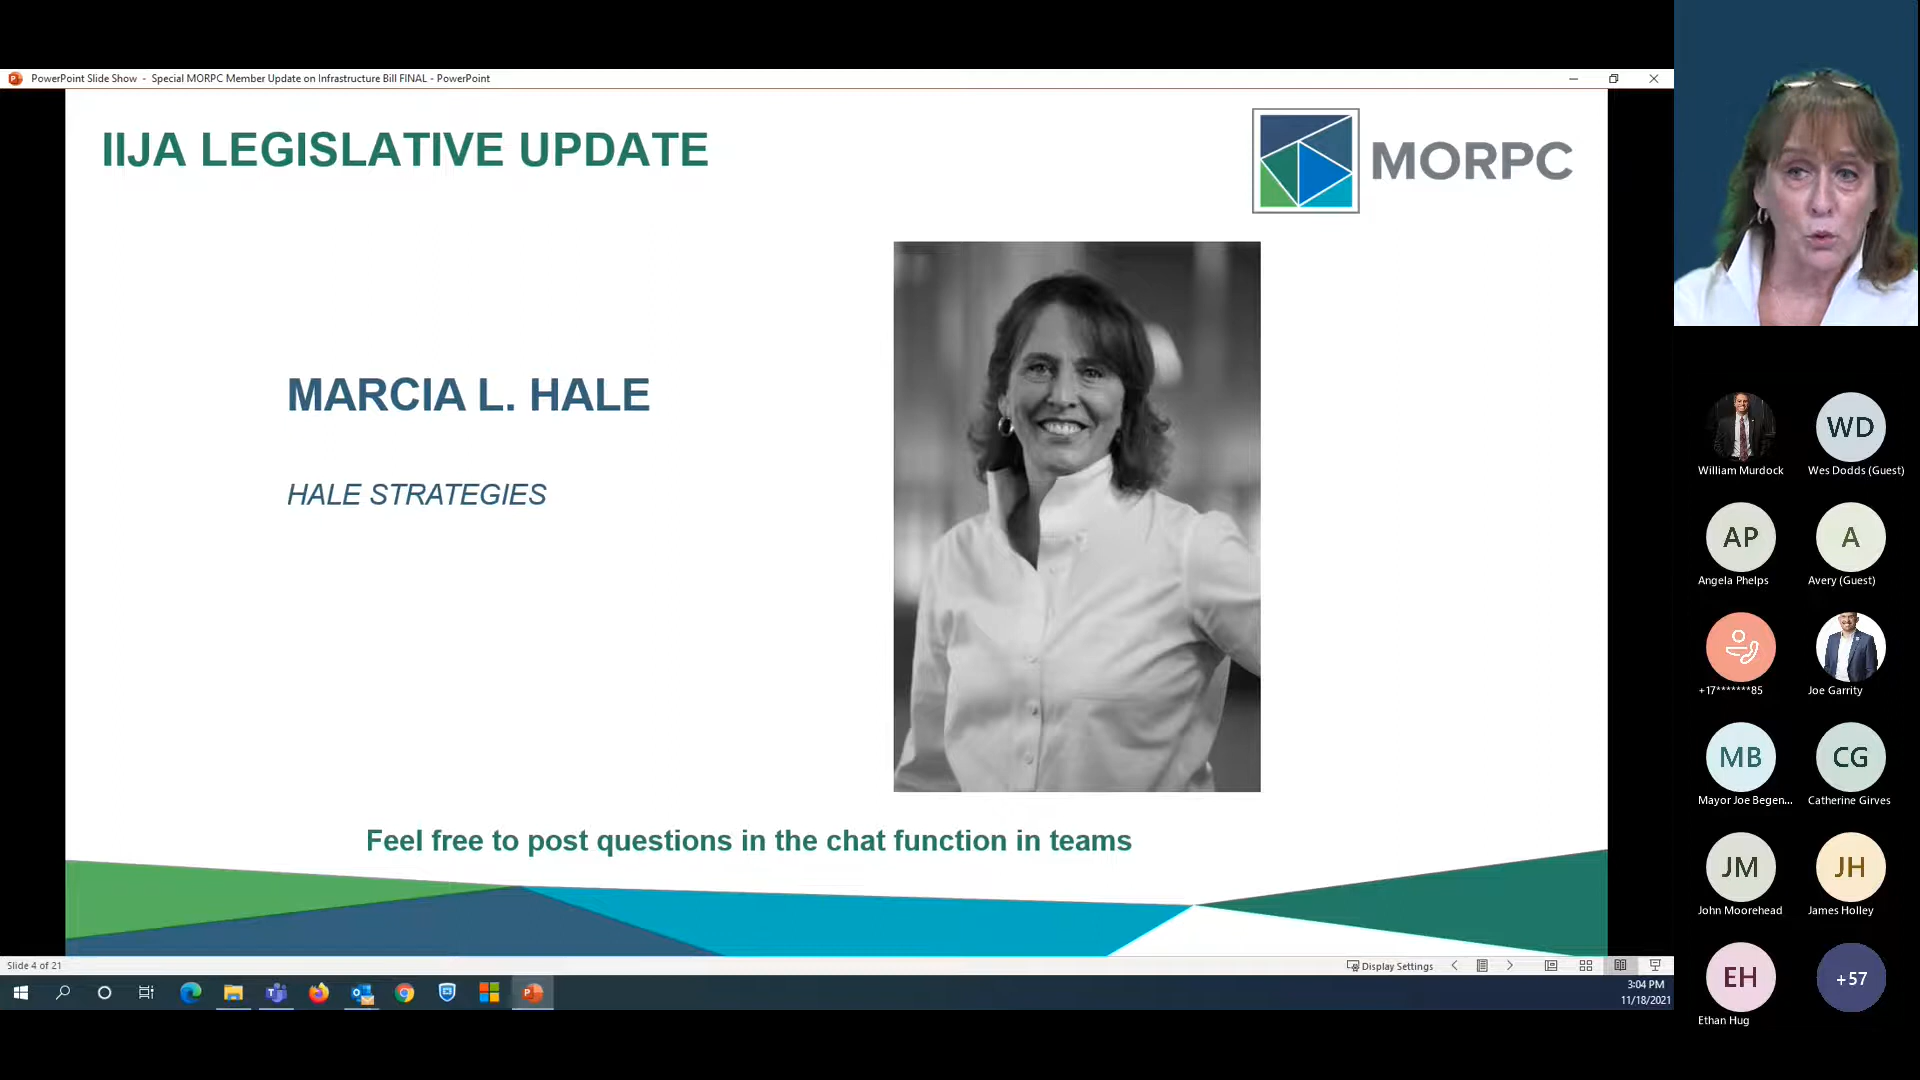 PowerPoint Slide Show - Special MORPC Member Update on Infrastructure Bill FINAL - PowerPoint
IIJA LEGISLATIVE UPDATE
MORPC
MARCIA L. HALE
HALE STRATEGIES
Feel free to post questions in the chat function in teams
Slide 4 of 21
Display Settings
3:04 PM
11/18/2021
William Murdock
WD
Wes Dodds (Guest)
AP
Angela Phelps
A
Avery (Guest)
+17*******85
Joe Garrity
MB
Mayor Joe Begen...
CG
Catherine Girves
JM
John Moorehead
JH
James Holley
EH
Ethan Hug
+57